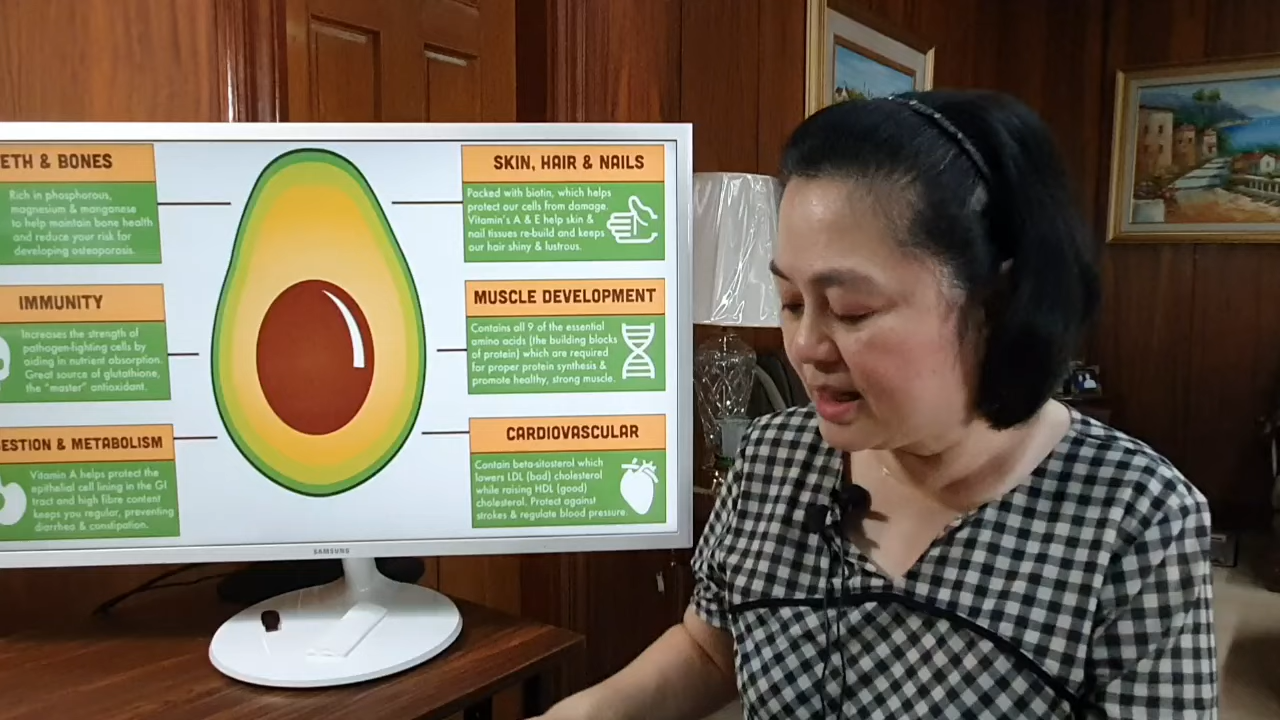 ETH & BONES
Rich in phosphorous,
magnesium & manganese
to help maintain bone health
and reduce your risk for
developing osteoporosis.
IMMUNITY
Increases the strength of
pathogen-fighting cells by
aiding in nutrient absorption.
Great source of glutathione,
the "master" antioxidant.
ESTION & METABOLISM
Vitamin A helps protect the
epithelial cell lining in the GI
tract and high fibre content
keeps you regular, preventing
diarrhea & constipation.
SKIN, HAIR & NAILS
Packed with biotin, which helps
protect our cells from damage.
Vitamin's A & E help skin &
nail tissues re-build and keeps
our hair shiny & lustrous.
MUSCLE DEVELOPMENT
Contains all 9 of the essential
amino acids (the building blocks
of protein) which are required
for proper protein synthesis &
promote healthy, strong muscle.
CARDIOVASCULAR
Contain beta-sitosterol which
lowers LDL (bad) cholesterol
while raising HDL (good)
cholesterol. Protect against
strokes & regulate blood pressure.
SAMSUNG